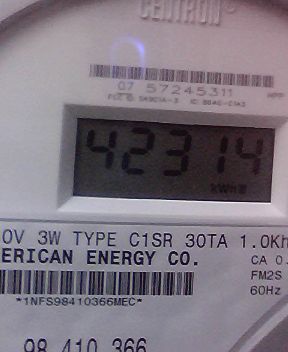 CENTRON®
07 57245311
42314
kWh
0V 3W TYPE C1SR 30TA 1.0Kh
ERICAN ENERGY CO.
CA 0.
FM2S
60Hz
*1NFS98410366MEC*
98 410 366